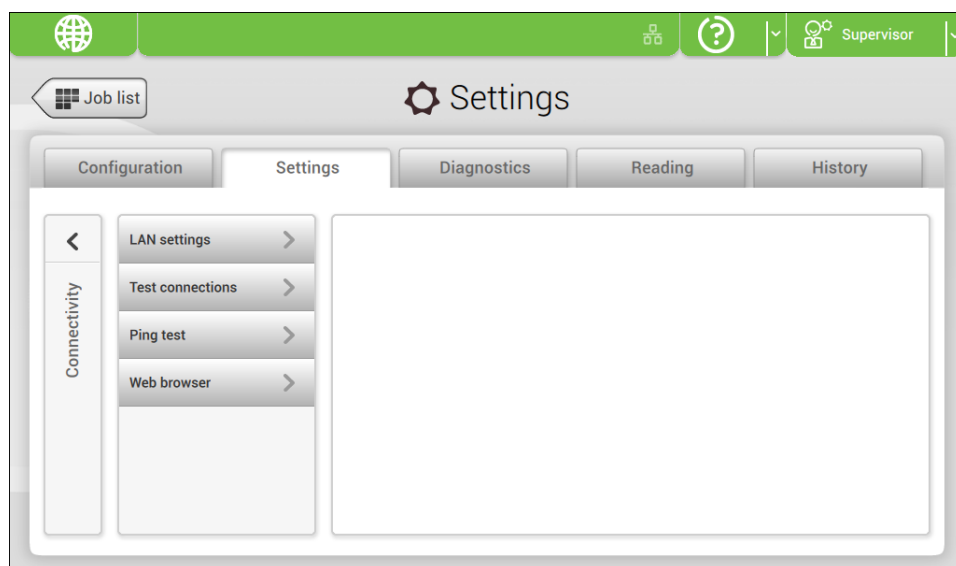 Supervisor
Job list
Settings
Configuration
Settings
Diagnostics
Reading
History
Connectivity
LAN settings
Test connections
Ping test
Web browser